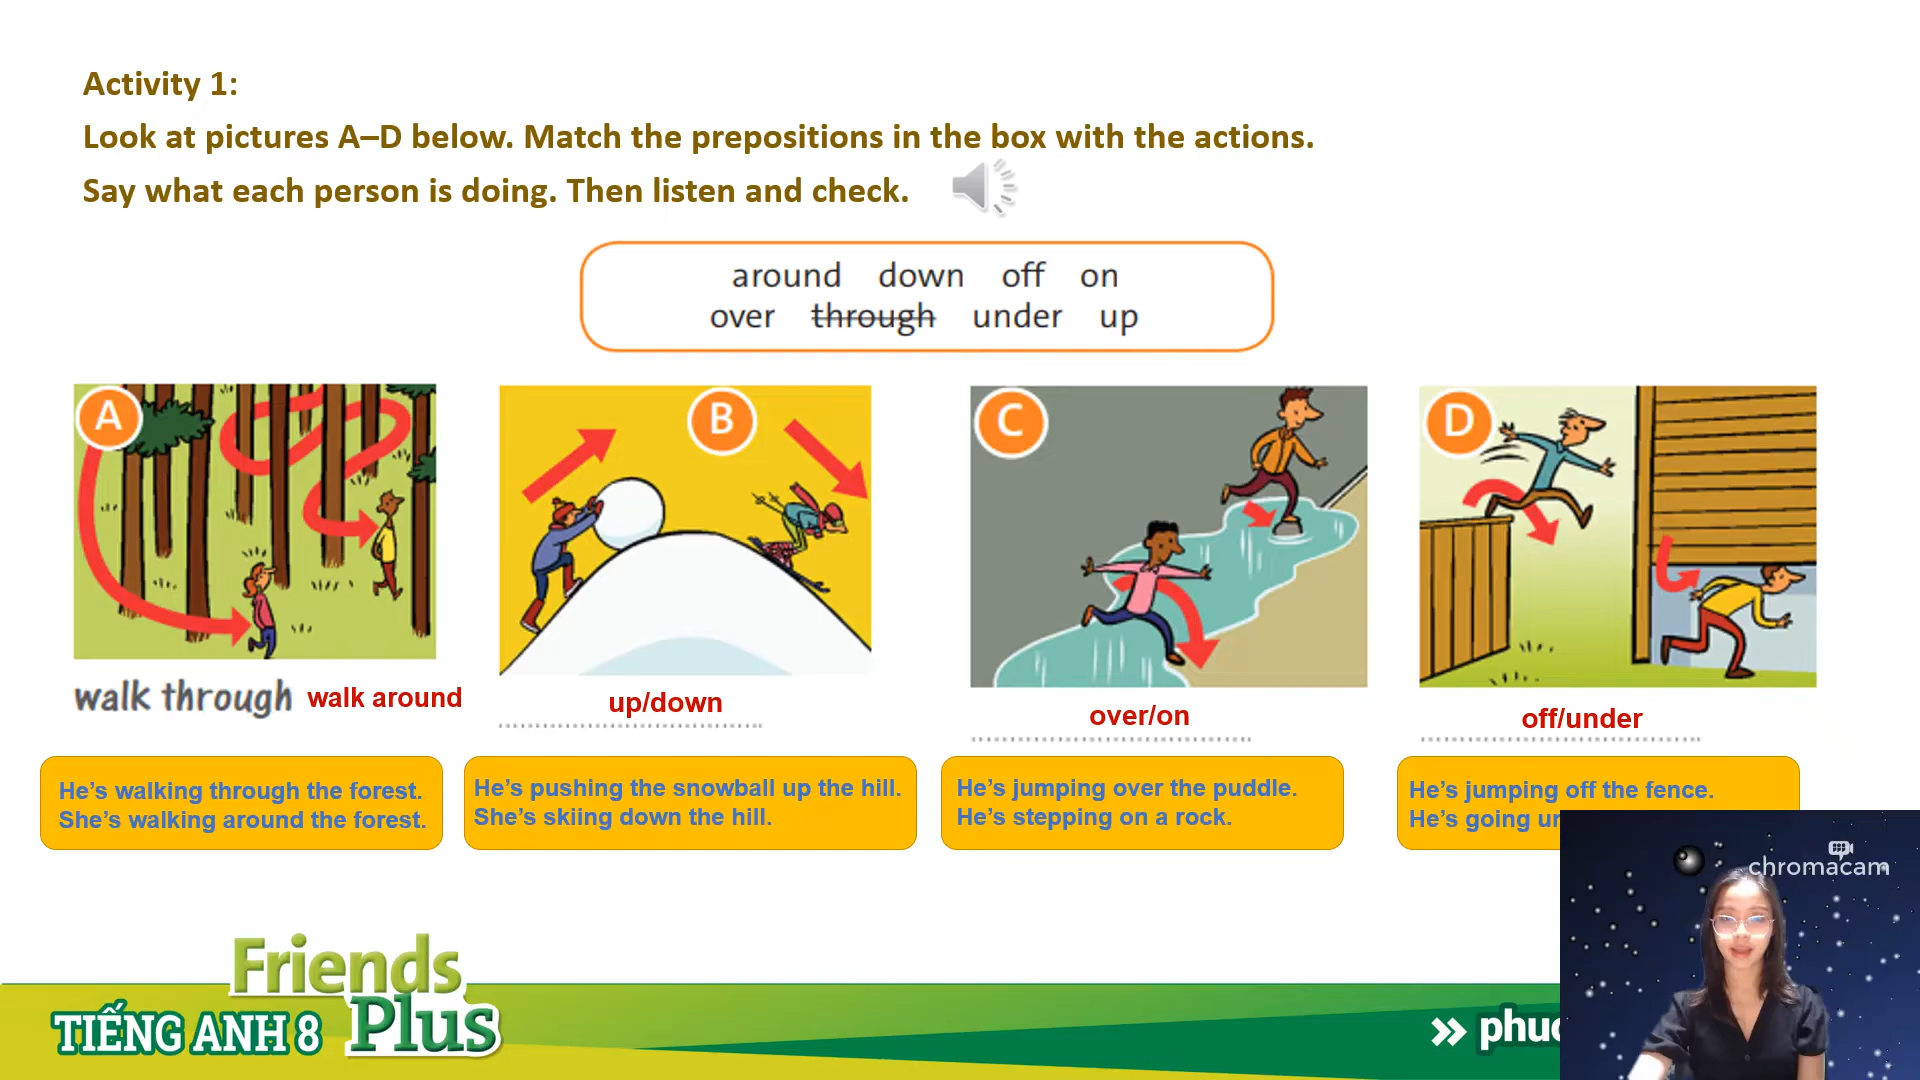 Activity 1:
Look at pictures A–D below. Match the prepositions in the box with the actions.
Say what each person is doing. Then listen and check.
around down off on
over through under up
A
B
C
D
walk through walk around
up/down
over/on
off/under
He's walking through the forest.
She's walking around the forest.
He's pushing the snowball up the hill.
She's skiing down the hill.
He's jumping over the puddle.
He's stepping on a rock.
He's jumping off the fence.
He's going
chromacam
Friends
Plus
TIẾNG ANH 8